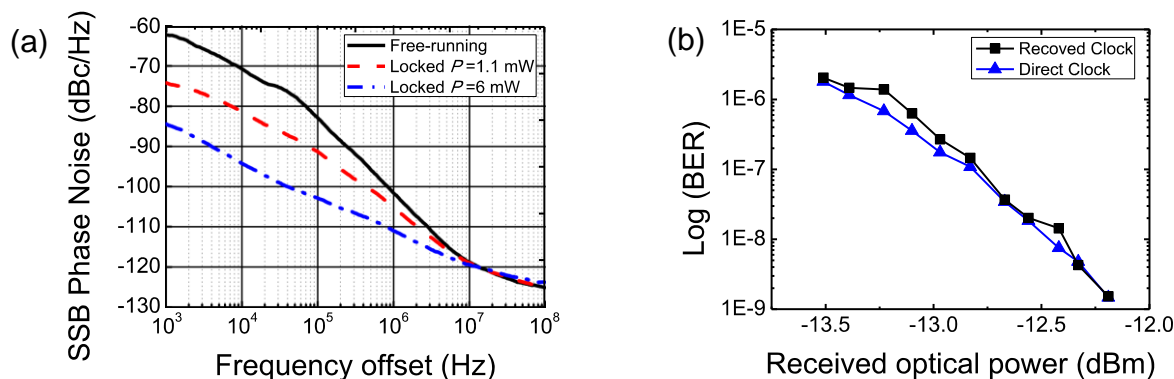 (a)
SSB Phase Noise (dBc/Hz)
-60
-70
-80
-90
-100
-110
-120
-130
Free-running
Locked P=1.1 mW
Locked P=6 mW
10^3 10^4 10^5 10^6 10^7 10^8
Frequency offset (Hz)
(b)
Log (BER)
1E-5
1E-6
1E-7
1E-8
1E-9
Recoved Clock
Direct Clock
-13.5 -13.0 -12.5 -12.0
Received optical power (dBm)